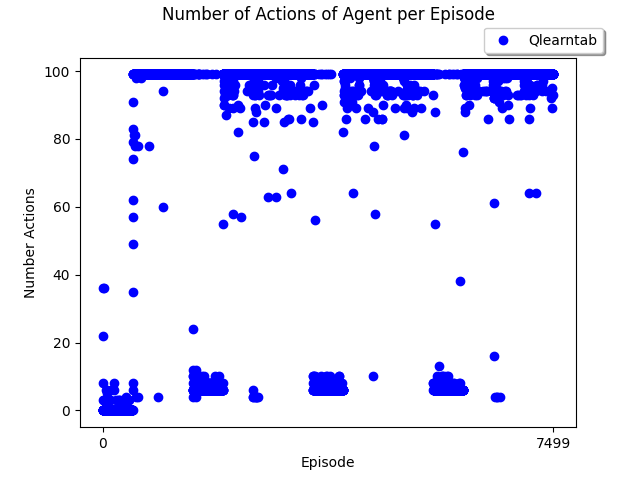 Number of Actions of Agent per Episode
Qlearntab
100
80
60
40
20
0
Number Actions
0
7499
Episode